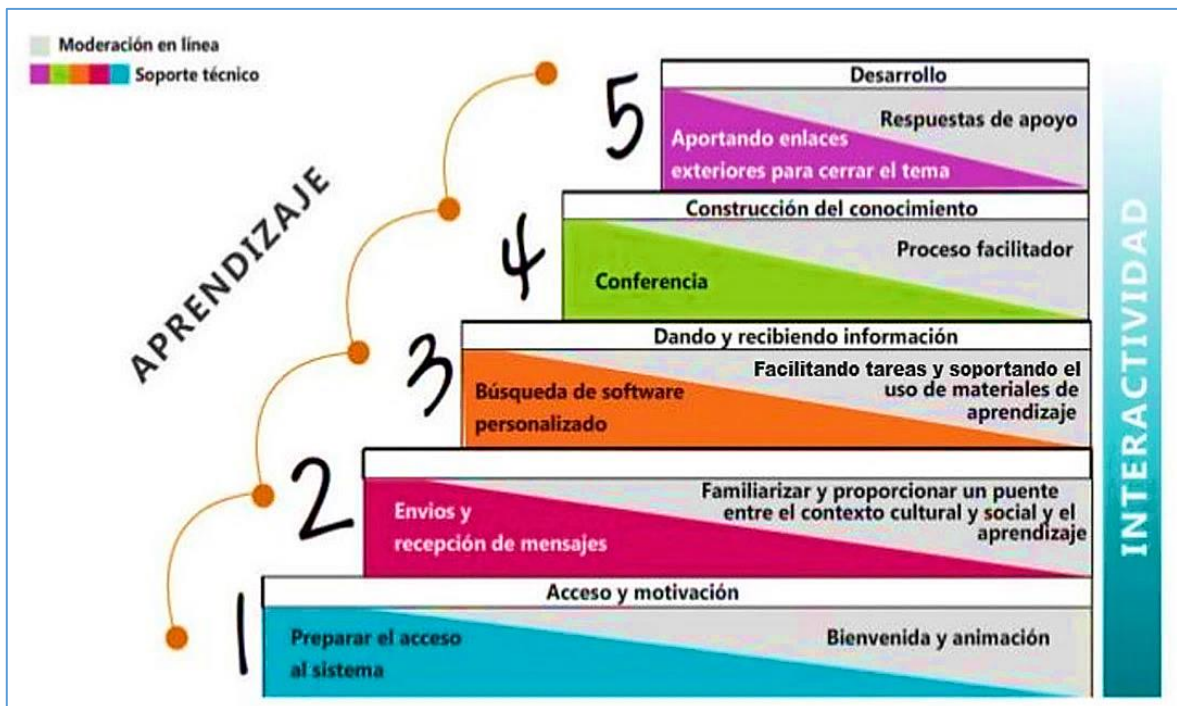 Moderación en línea
Soporte técnico
APRENDIZAJE
INTERACTIVIDAD
5
Desarrollo
Respuestas de apoyo
Aportando enlaces
exteriores para cerrar el tema
4
Construcción del conocimiento
Proceso facilitador
Conferencia
3
Dando y recibiendo información
Facilitando tareas y soportando el
uso de materiales de
aprendizaje
Búsqueda de software
personalizado
2
Familiarizar y proporcionar un puente
entre el contexto cultural y social y el
aprendizaje
Envios y
recepción de mensajes
1
Acceso y motivación
Bienvenida y animación
Preparar el acceso
al sistema